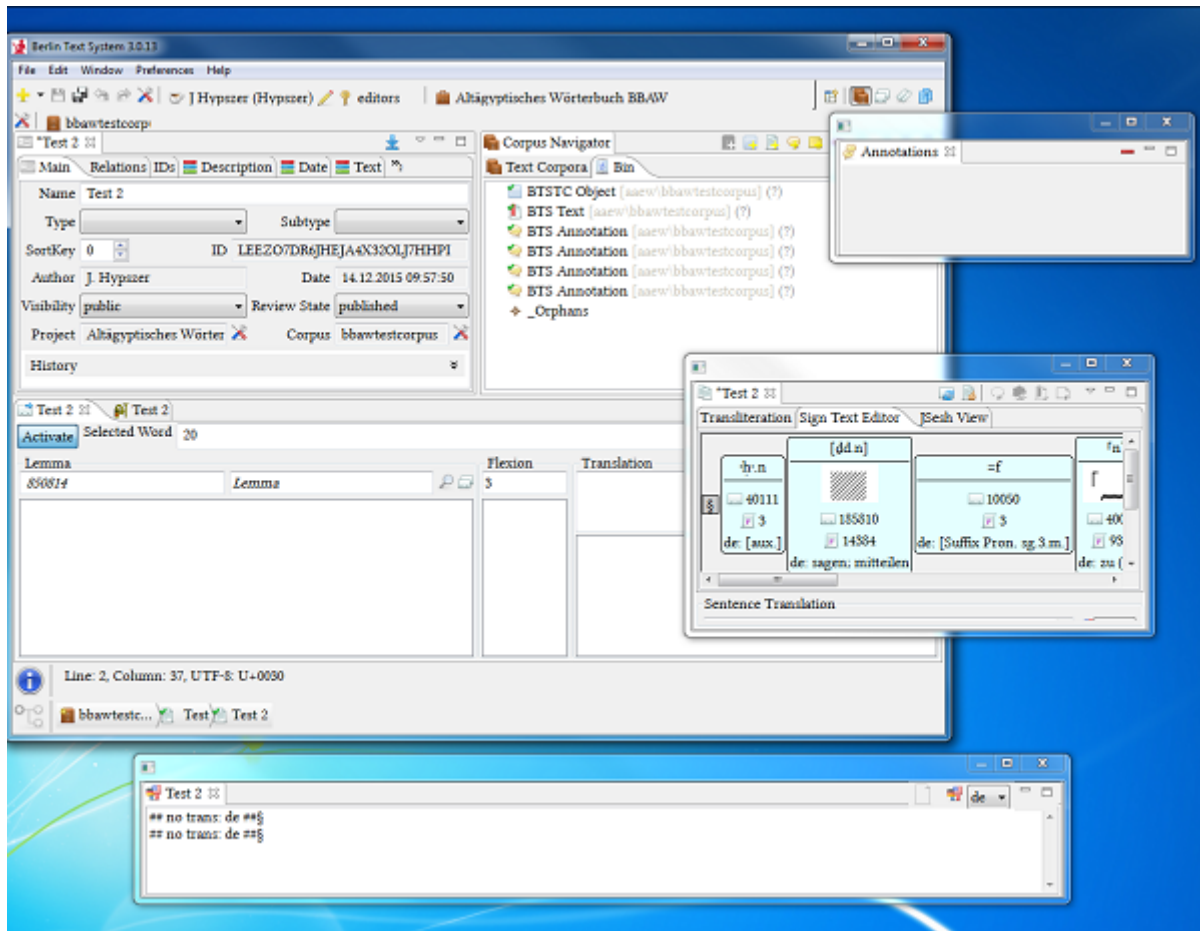 Berlin Text System 3.0.13
File Edit Window Preferences Help
J Hypszer (Hypszer) editors Altägyptisches Wörterbuch BBAW
bbawtestcorp
*Test 2
Main Relations IDs Description Date Text
Name Test 2
Type Subtype
SortKey 0 ID LEEZO7DR6JHEJA4X32OLJ7HHPI
Author J. Hypszer Date 14.12.2015 09:57:50
Visibility public Review State published
Project Altägyptisches Wörter Corpus bbawtestcorpus
History
Corpus Navigator
Text Corpora Bin
BTSTC Object [aaew\bbawtestcorpus] (?)
BTS Text [aaew\bbawtestcorpus] (?)
BTS Annotation [aaew\bbawtestcorpus] (?)
BTS Annotation [aaew\bbawtestcorpus] (?)
BTS Annotation [aaew\bbawtestcorpus] (?)
BTS Annotation [aaew\bbawtestcorpus] (?)
_Orphans
Annotations
Test 2 Test 2
Activate Selected Word 20
Lemma Flexion Translation
850814 Lemma 3
*Test 2
Transliteration Sign Text Editor JSesh View
§
40111
3
de: [aux.]
[ḏd.n]
185810
14384
de: sagen; mitteilen
=f
10050
3
de: [Suffix Pron. sg.3.m.]
400
93
de: zu (
Sentence Translation
Line: 2, Column: 37, UTF-8: U+0030
bbawtestc... Test Test 2
Test 2 de
## no trans: de ##§
## no trans: de ##§